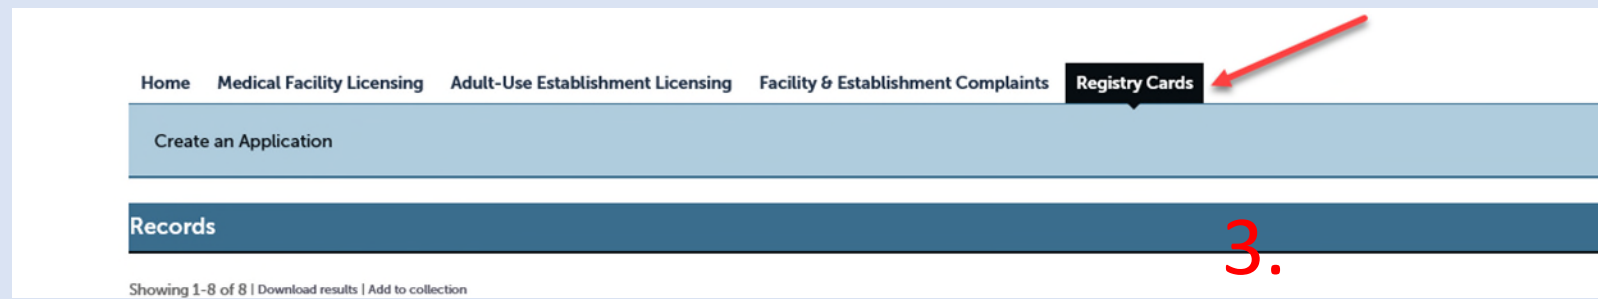 Home Medical Facility Licensing Adult-Use Establishment Licensing Facility & Establishment Complaints Registry Cards
Create an Application
Records
3.
Showing 1-8 of 8 | Download results | Add to collection